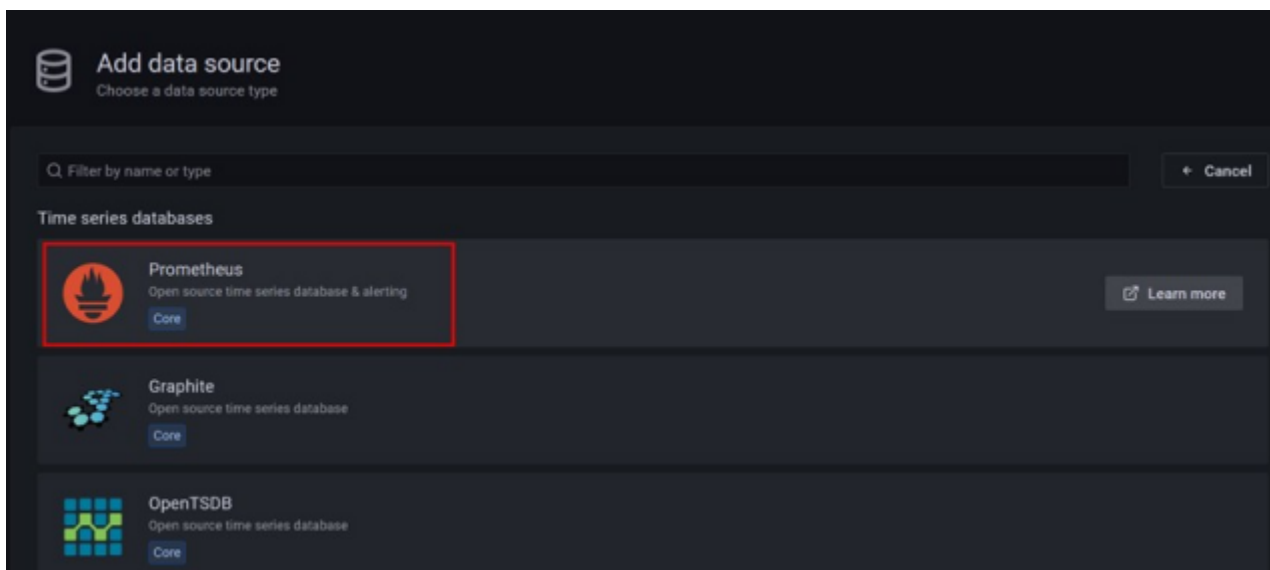 Add data source
Choose a data source type
Filter by name or type
Cancel
Time series databases
Prometheus
Open source time series database & alerting
Core
Learn more
Graphite
Open source time series database
Core
OpenTSDB
Open source time series database
Core